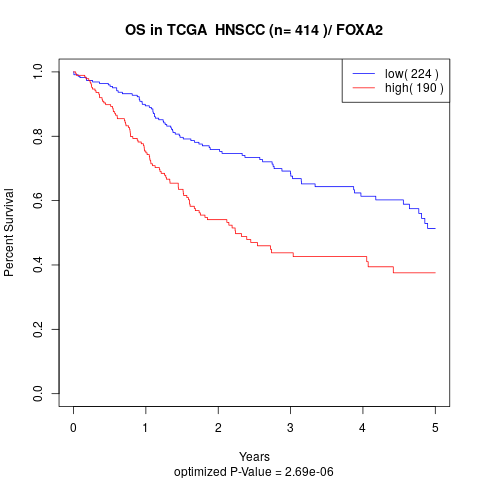 OS in TCGA  HNSCC (n= 414 )/ FOXA2
low( 224 )
high( 190 )
Percent Survival
1.0
0.8
0.6
0.4
0.2
0.0
0 1 2 3 4 5
Years
optimized P-Value = 2.69e-06